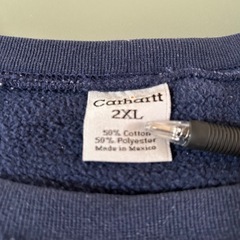 Carhartt
2XL
50% Cotton
50% Polyester
Made in Mexico